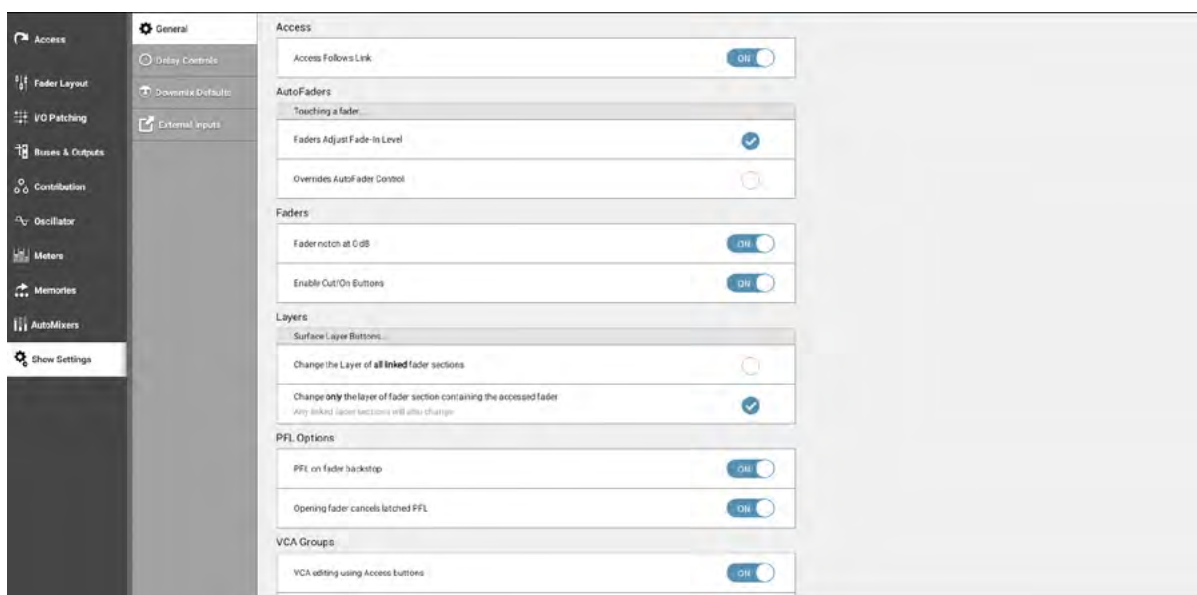 Access
Fader Layout
I/O Patching
Buses & Outputs
Contribution
Oscillator
Meters
Memories
AutoMixers
Show Settings
General
Delay Controls
Downmix Defaults
External Inputs
Access
Access Follows Link
ON
AutoFaders
Touching a fader...
Faders Adjust Fade-In Level
Overrides AutoFader Control
Faders
Fader notch at 0 dB
ON
Enable Cut/On Buttons
ON
Layers
Surface Layer Buttons...
Change the Layer of all linked fader sections
Change only the layer of fader section containing the accessed fader
Any linked fader sections will also change
PFL Options
PFL on fader backstop
ON
Opening fader cancels latched PFL
ON
VCA Groups
VCA editing using Access buttons
ON